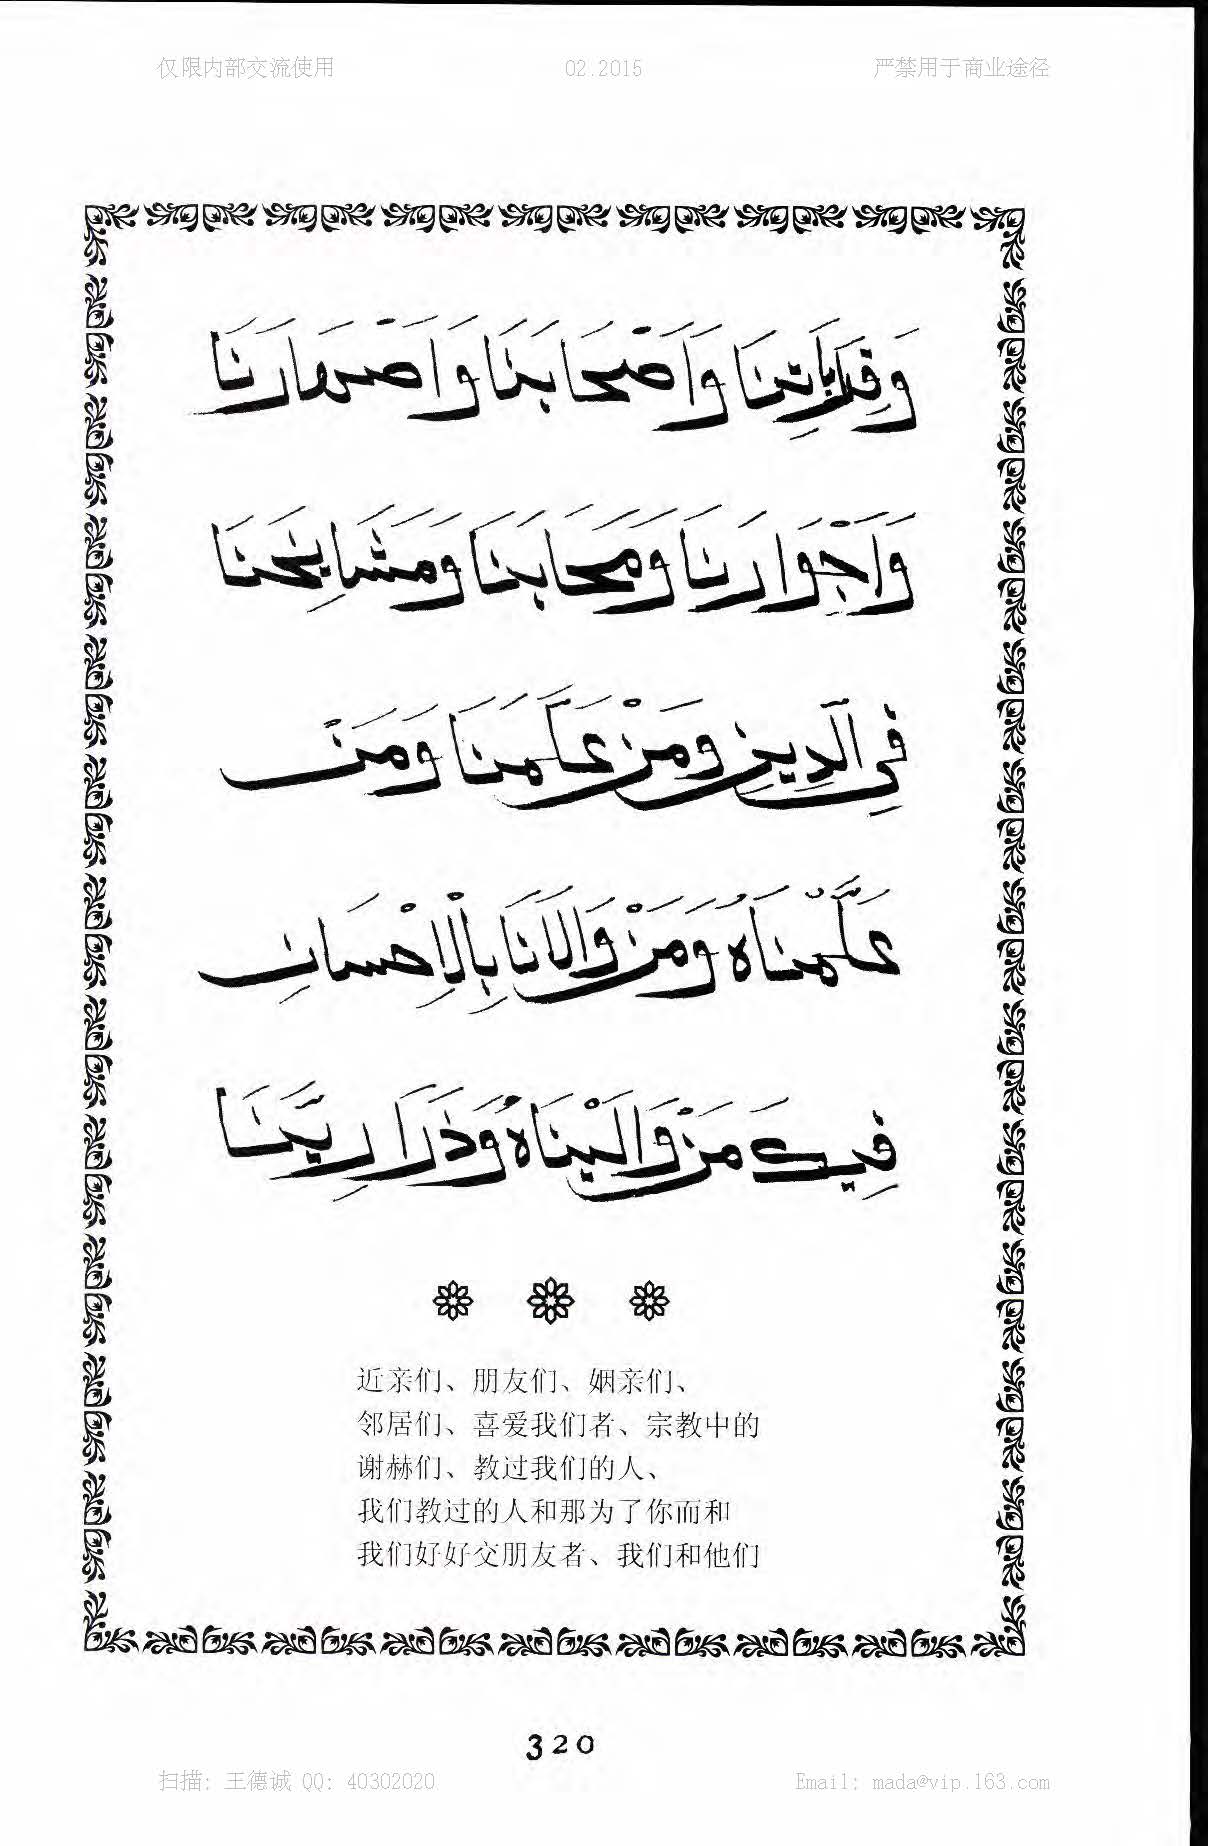 仅限内部交流使用 02.2015 严禁用于商业途径
وَقِرَابَاتِنَا وَاَصْحَابَنَا وَاَصْهَارَنَا
وَاَجْوَارَنَا وَمَحَابَنَا وَمَشَايِخَنَا
فِى الَدِينِ وَمَنْ عَلَمَنَا وَمَنْ
عَلَّمْنَاهُ وَمَنْ وَالَانَا بِالْاِحْسَانِ
فِيكَ مَنْ وَالَيْنَاهُ وَذَرَارِيَّنَا
近亲们、朋友们、姻亲们、
邻居们、喜爱我们者、宗教中的
谢赫们、教过我们的人、
我们教过的人和那为了你而和
我们好好交朋友者、我们和他们
320
扫描: 王德诚 QQ: 40302020 Email: mada@vip.163.com